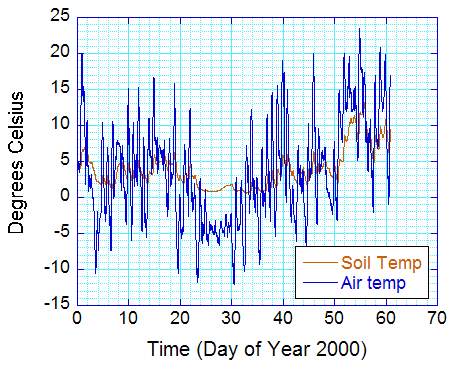 25
20
15
10
5
0
-5
-10
-15
Degrees Celsius
Soil Temp
Air temp
0 10 20 30 40 50 60 70
Time (Day of Year 2000)